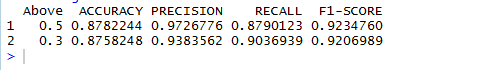 Above ACCURACY PRECISION RECALL F1-SCORE
1 0.5 0.8782244 0.9726776 0.8790123 0.9234760
2 0.3 0.8758248 0.9383562 0.9036939 0.9206989
>